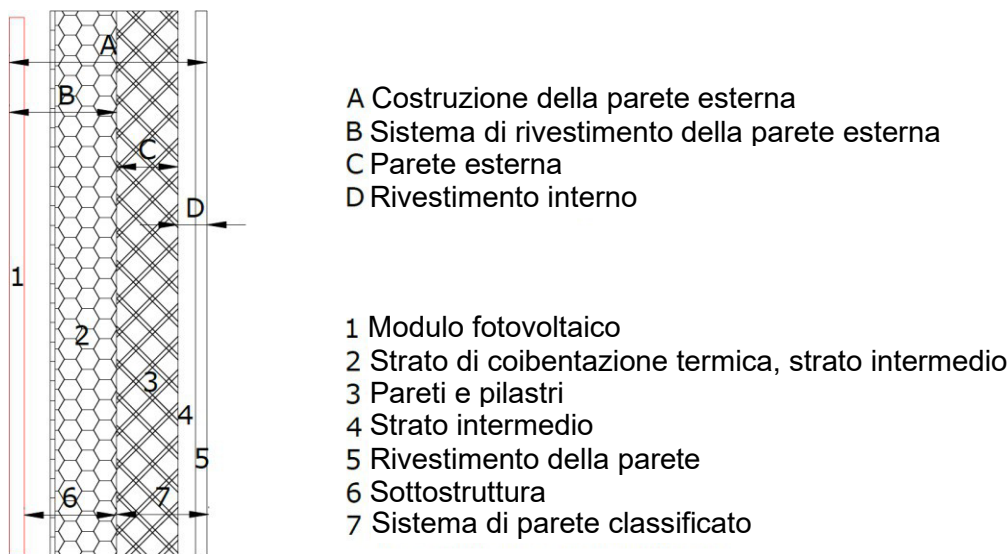 A
B
C
D
1
2
3
4
5
6
7
A Costruzione della parete esterna
B Sistema di rivestimento della parete esterna
C Parete esterna
D Rivestimento interno
1 Modulo fotovoltaico
2 Strato di coibentazione termica, strato intermedio
3 Pareti e pilastri
4 Strato intermedio
5 Rivestimento della parete
6 Sottostruttura
7 Sistema di parete classificato